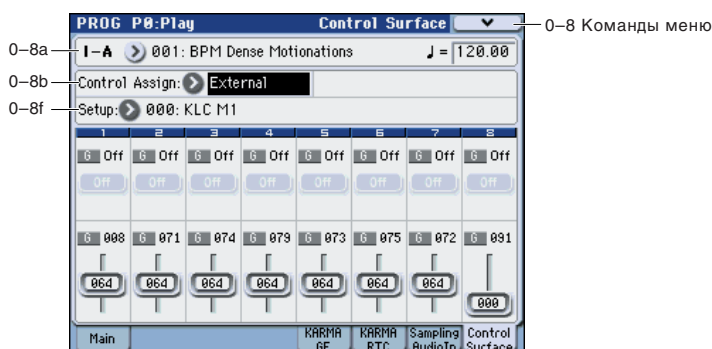 PROG P0:Play Control Surface
0–8 Команды меню
0–8a
I–A 001: BPM Dense Motionations ♩ = 120.00
0–8b
Control Assign: External
0–8f
Setup: 000: KLC M1
1 2 3 4 5 6 7 8
G Off G Off G Off G Off G Off G Off G Off G Off
Off Off Off Off Off Off Off Off
G 008 G 071 G 074 G 079 G 073 G 075 G 072 G 091
064 064 064 064 064 064 064 000
Main KARMA GE KARMA RTC Sampling AudioIn Control Surface